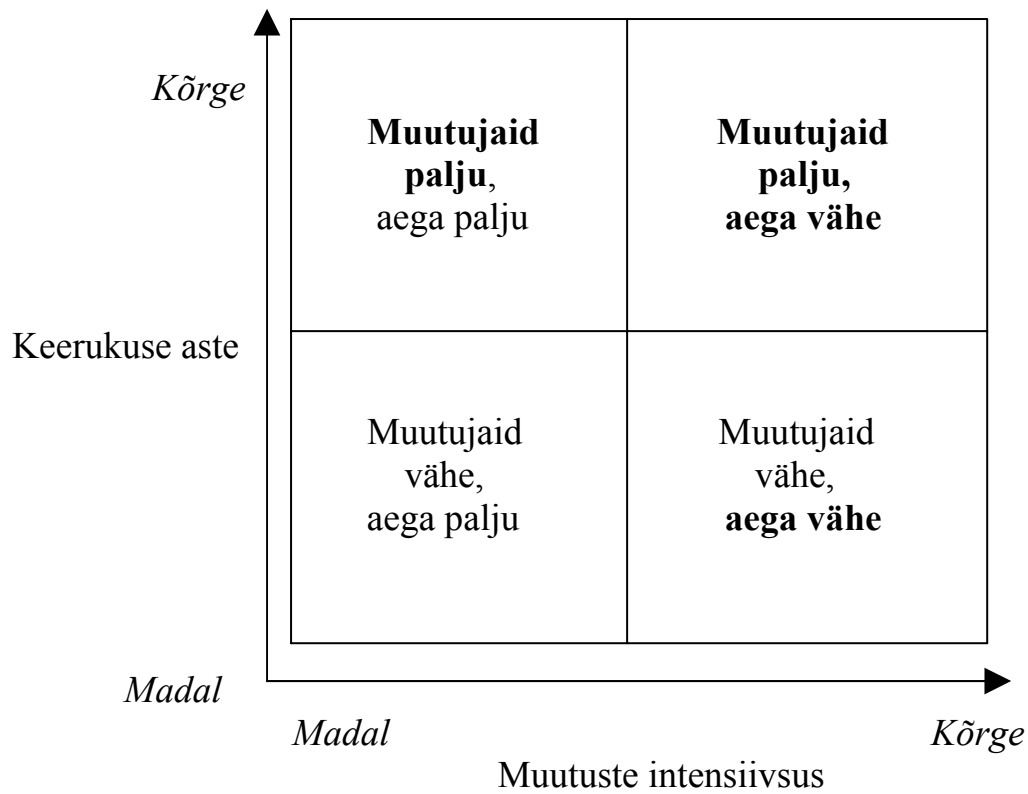 Kõrge
Muutujaid
palju,
aega palju
Muutujaid
palju,
aega vähe
Keerukuse aste
Muutujaid
vähe,
aega palju
Muutujaid
vähe,
aega vähe
Madal
Madal
Kõrge
Muutuste intensiivsus